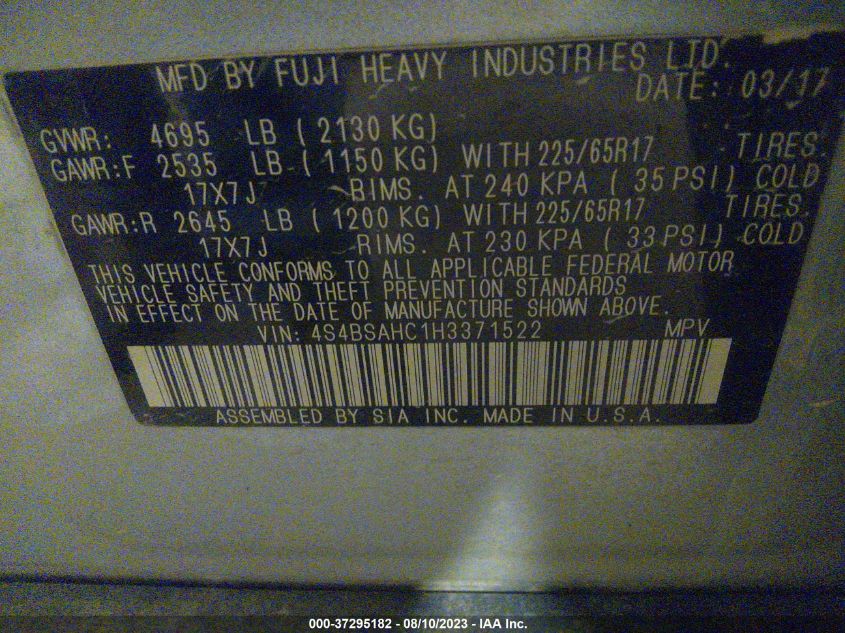 MFD BY FUJI HEAVY INDUSTRIES LTD.
DATE: 03/17
GVWR: 4695 LB ( 2130 KG)
GAWR:F 2535 LB ( 1150 KG) WITH 225/65R17 TIRES.
17X7J RIMS. AT 240 KPA ( 35 PSI) COLD
GAWR:R 2645 LB ( 1200 KG) WITH 225/65R17 TIRES.
17X7J RIMS. AT 230 KPA ( 33 PSI) COLD
THIS VEHICLE CONFORMS TO ALL APPLICABLE FEDERAL MOTOR
VEHICLE SAFETY AND THEFT PREVENTION STANDARDS
IN EFFECT ON THE DATE OF MANUFACTURE SHOWN ABOVE.
VIN: 4S4BSAHC1H3371522 MPV
ASSEMBLED BY SIA INC. MADE IN U.S.A.
000-37295182 - 08/10/2023 - IAA Inc.